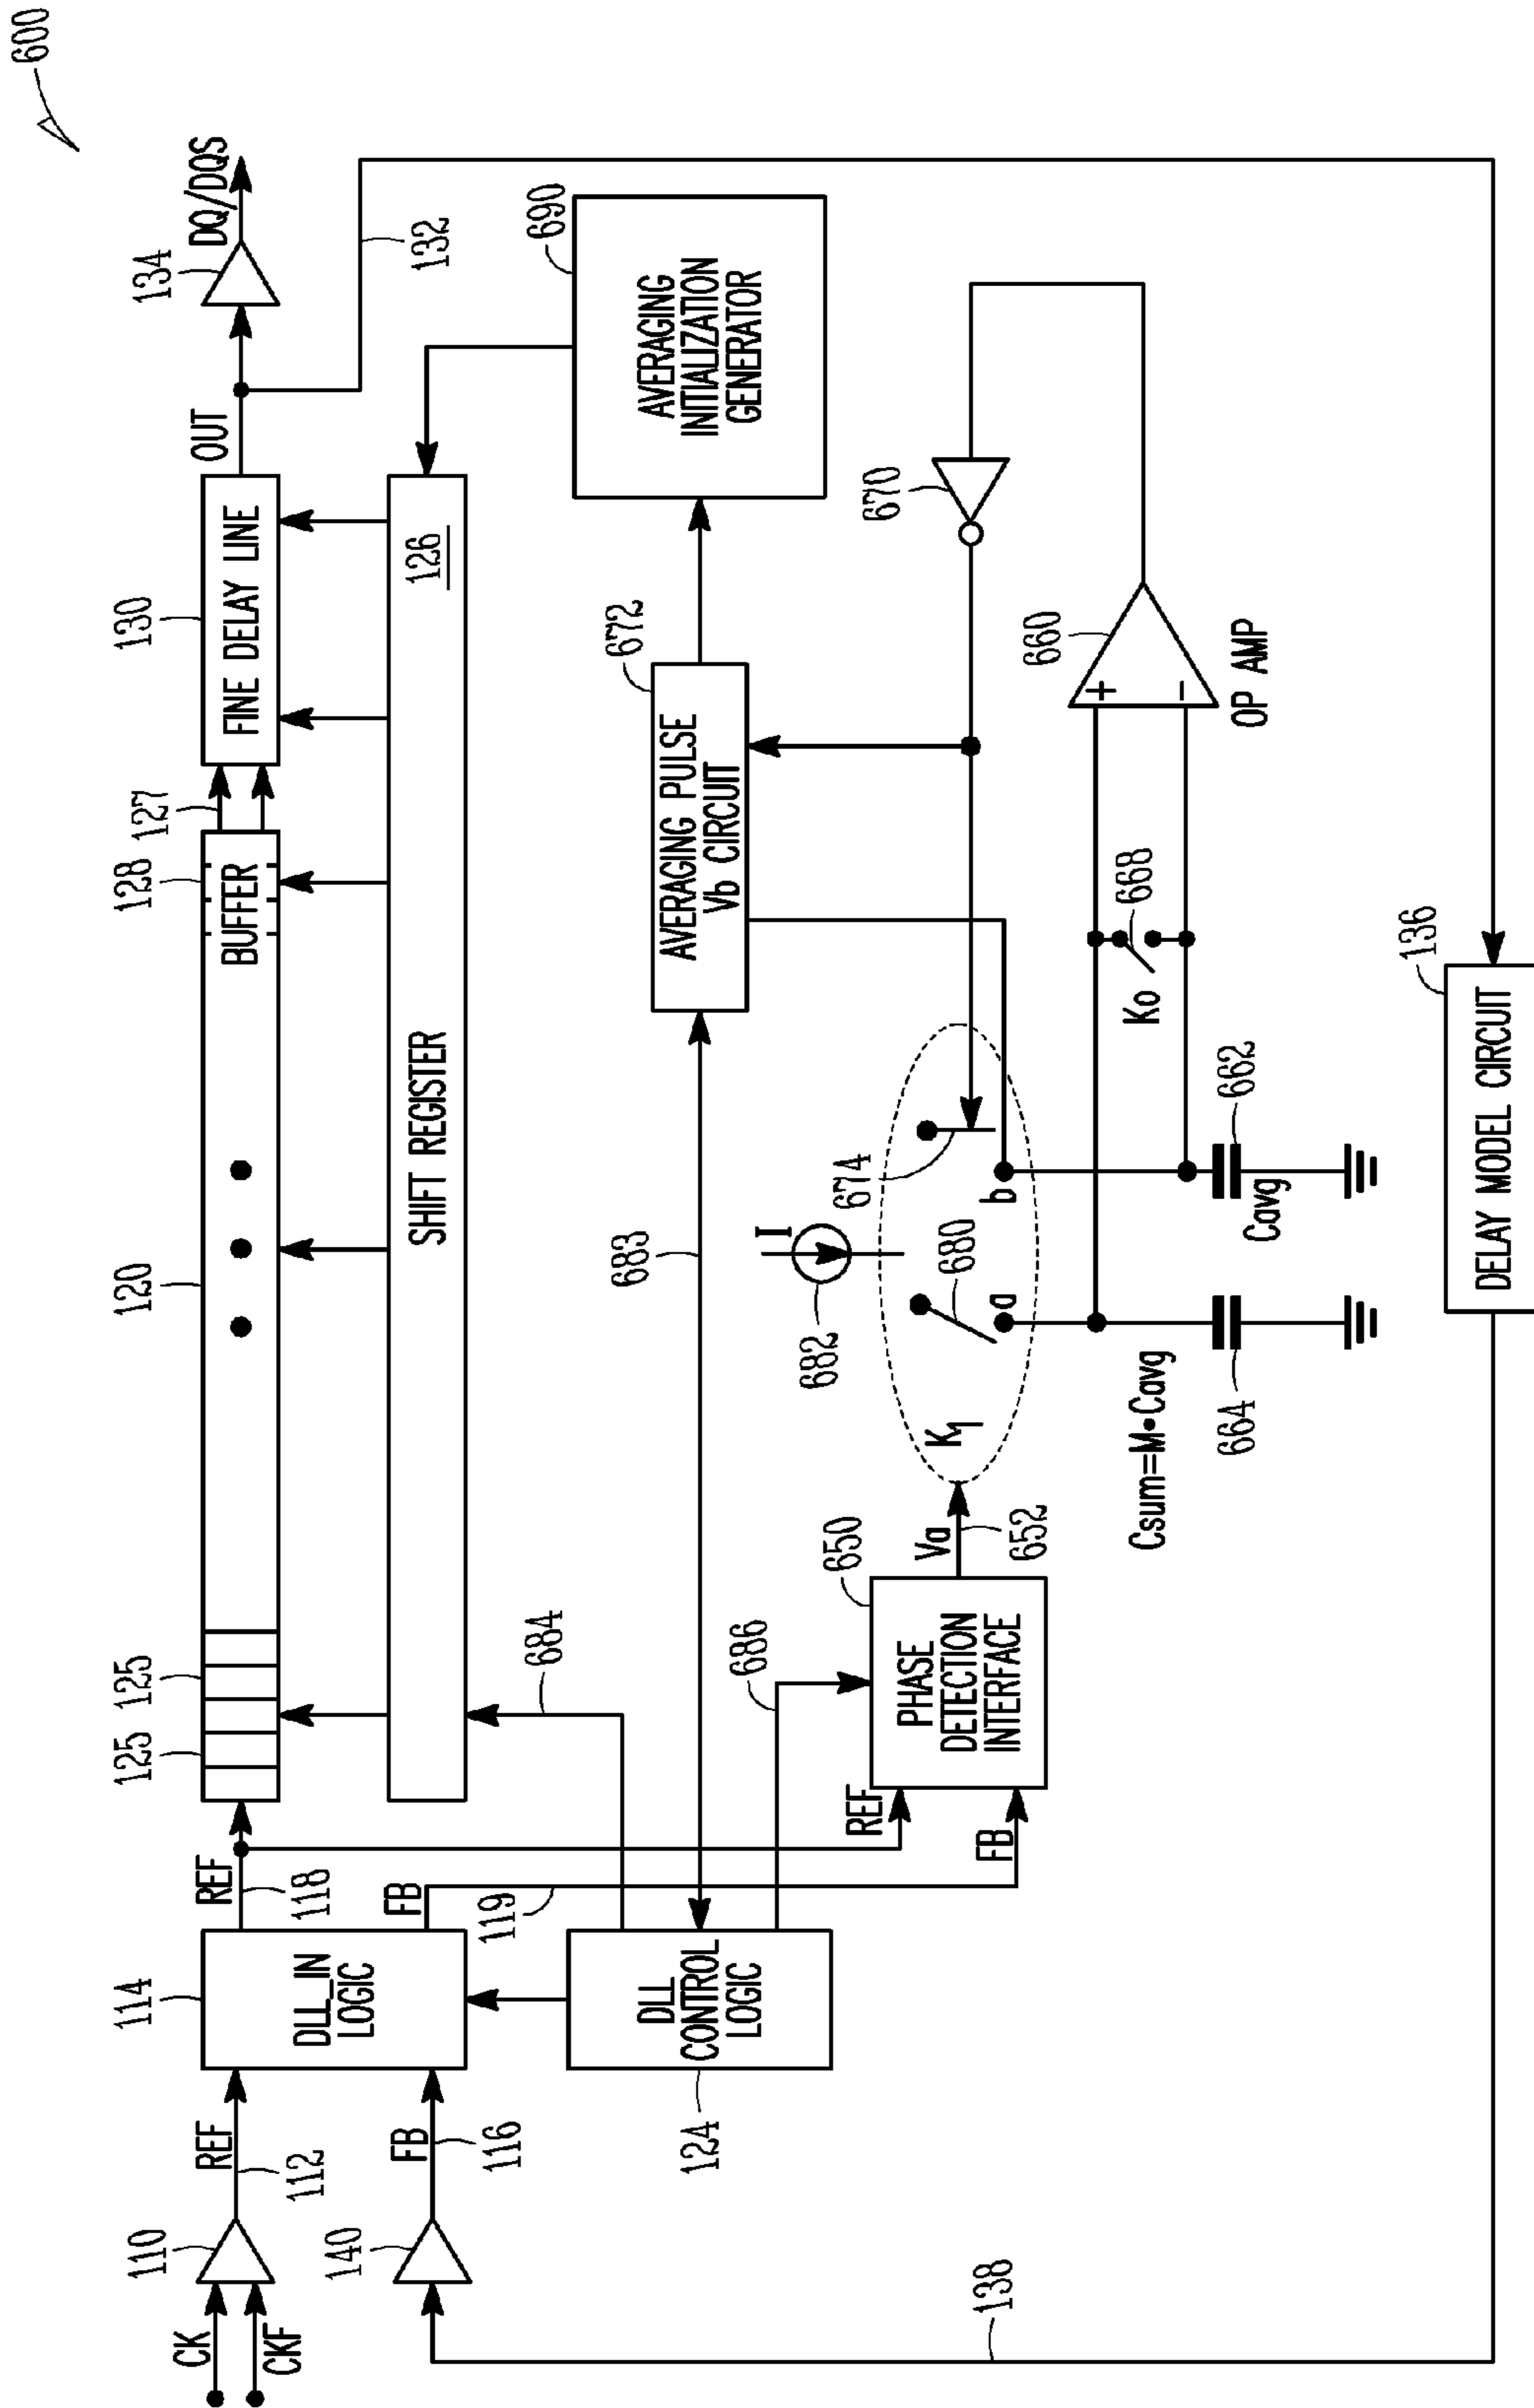 600
CK
CKF
110
REF
112
140
FB
116
138
114
DLL_IN
LOGIC
REF
118
FB
119
DLL
CONTROL
LOGIC
124
125
125
120
BUFFER
128
127
130
FINE DELAY LINE
OUT
134
DQ/DQS
132
SHIFT REGISTER
126
684
683
686
REF
FB
650
PHASE
DETECTION
INTERFACE
Va
652
K1
682
I
680
674
a
b
672
AVERAGING PULSE
Vb CIRCUIT
690
AVERAGING
INITIALIZATION
GENERATOR
670
660
+
−
OP AMP
Ko
668
Csum=M•Cavg
664
Cavg
662
136
DELAY MODEL CIRCUIT